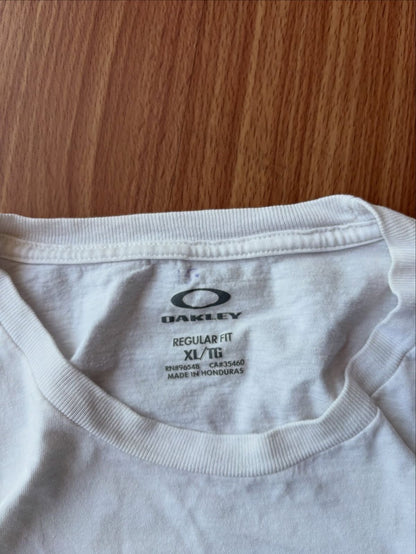 OAKLEY
REGULAR FIT
XL/TG
RN#96548 CA#35460
MADE IN HONDURAS